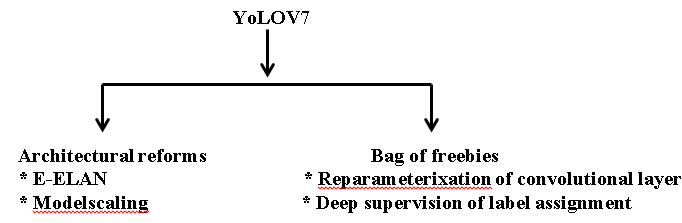 YoLOV7
Architectural reforms
* E-ELAN
* Modelscaling
Bag of freebies
* Reparameterixation of convolutional layer
* Deep supervision of label assignment